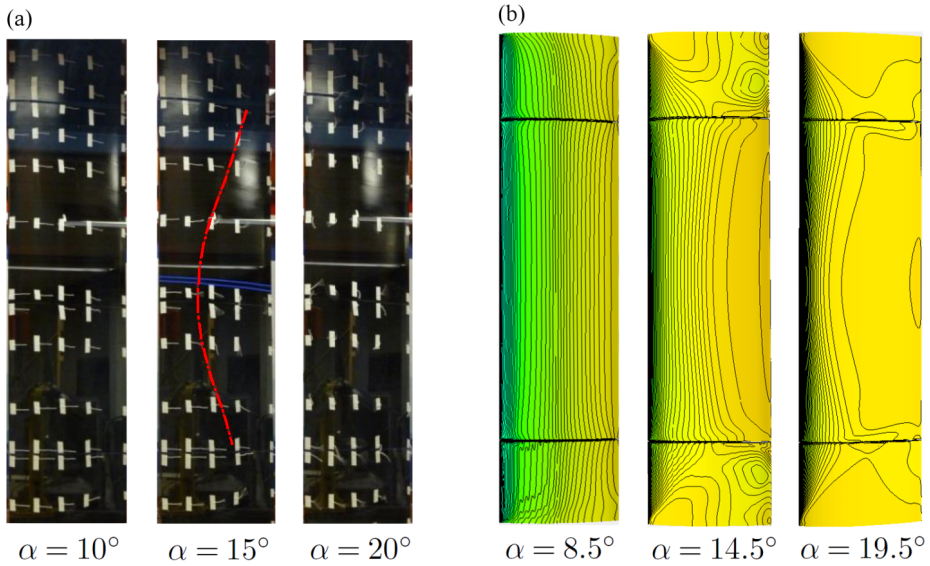 (a)
(b)
α = 10°
α = 15°
α = 20°
α = 8.5°
α = 14.5°
α = 19.5°